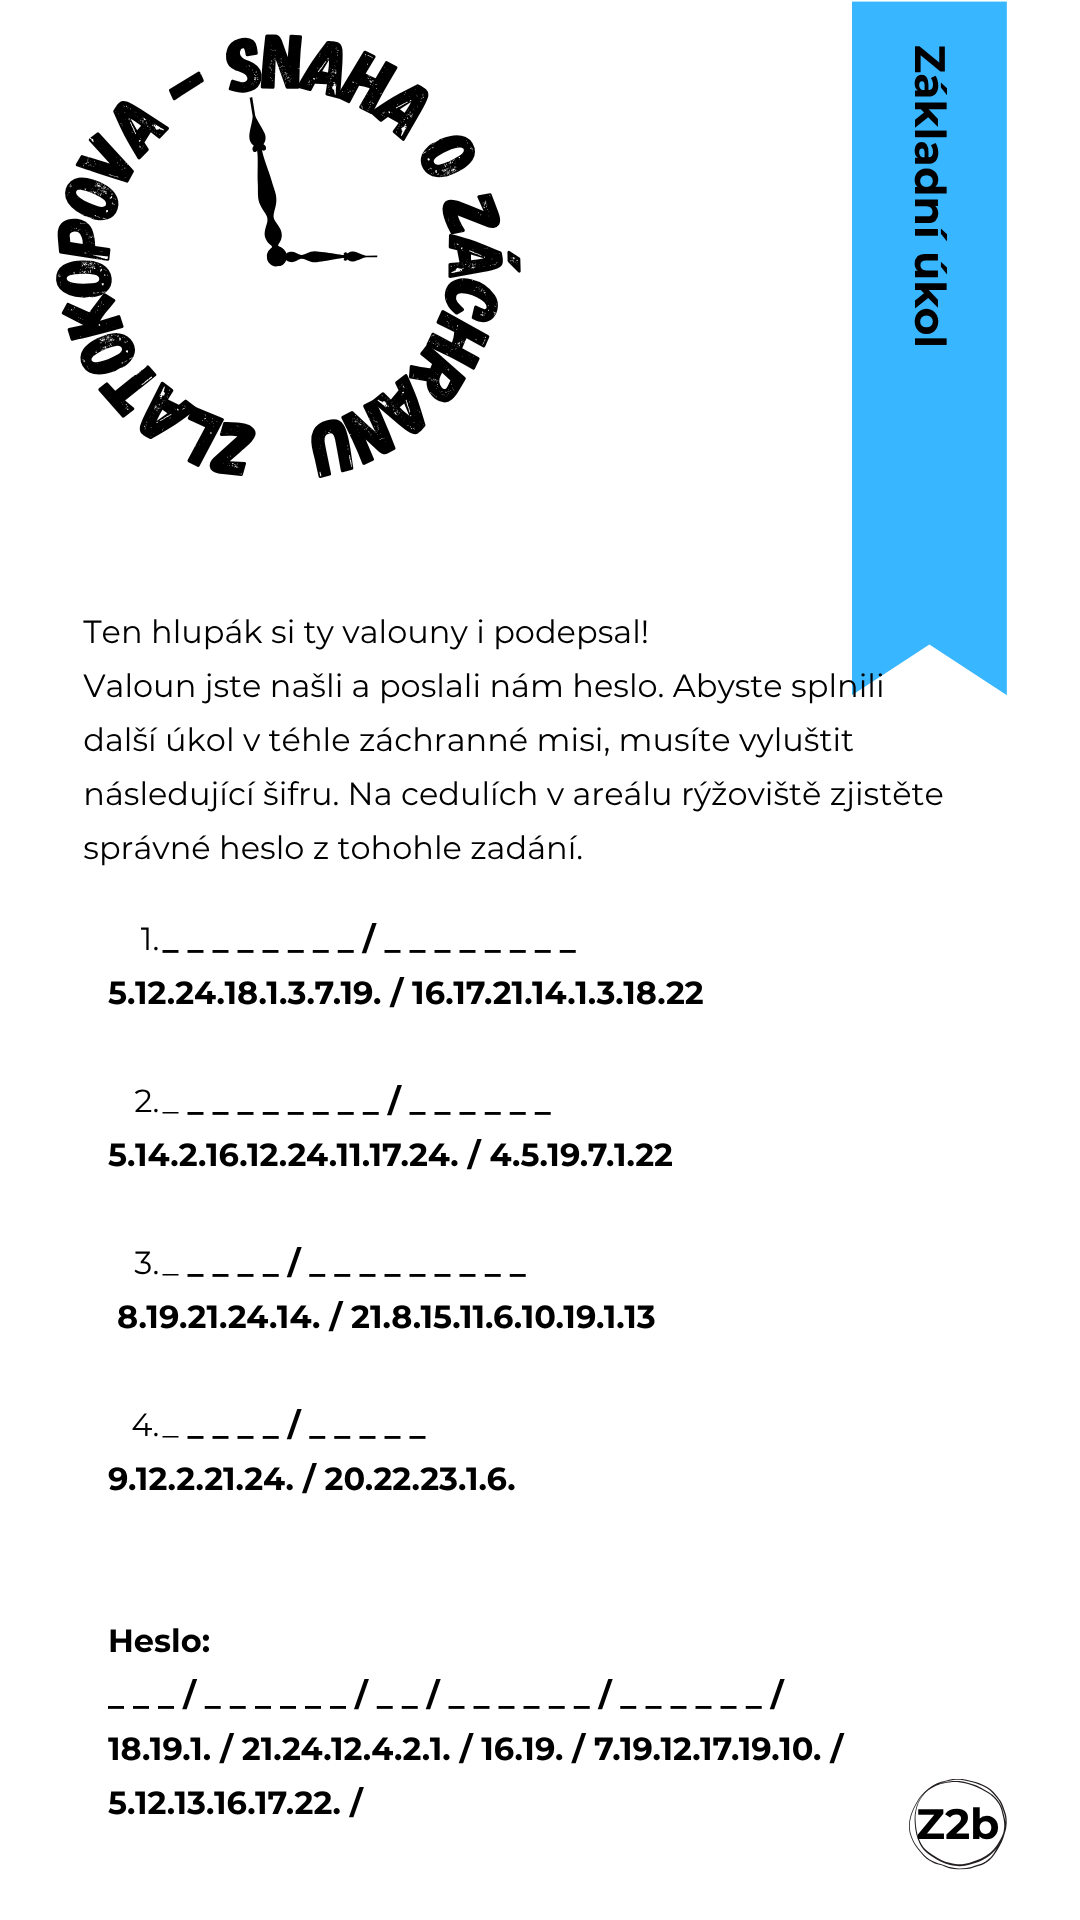 ZLATOKOPOVA - SNAHA O ZÁCHRANU
Základní úkol
Ten hlupák si ty valouny i podepsal!
Valoun jste našli a poslali nám heslo. Abyste splnili
další úkol v téhle záchranné misi, musíte vyluštit
následující šifru. Na cedulích v areálu rýžoviště zjistěte
správné heslo z tohohle zadání.
1._ _ _ _ _ _ _ _ / _ _ _ _ _ _ _ _
5.12.24.18.1.3.7.19. / 16.17.21.14.1.3.18.22
2._ _ _ _ _ _ _ _ _ / _ _ _ _ _ _
5.14.2.16.12.24.11.17.24. / 4.5.19.7.1.22
3._ _ _ _ _ / _ _ _ _ _ _ _ _ _
8.19.21.24.14. / 21.8.15.11.6.10.19.1.13
4._ _ _ _ _ / _ _ _ _ _
9.12.2.21.24. / 20.22.23.1.6.
Heslo:
_ _ _ / _ _ _ _ _ _ / _ _ / _ _ _ _ _ _ / _ _ _ _ _ _ /
18.19.1. / 21.24.12.4.2.1. / 16.19. / 7.19.12.17.19.10. /
5.12.13.16.17.22. /
Z2b